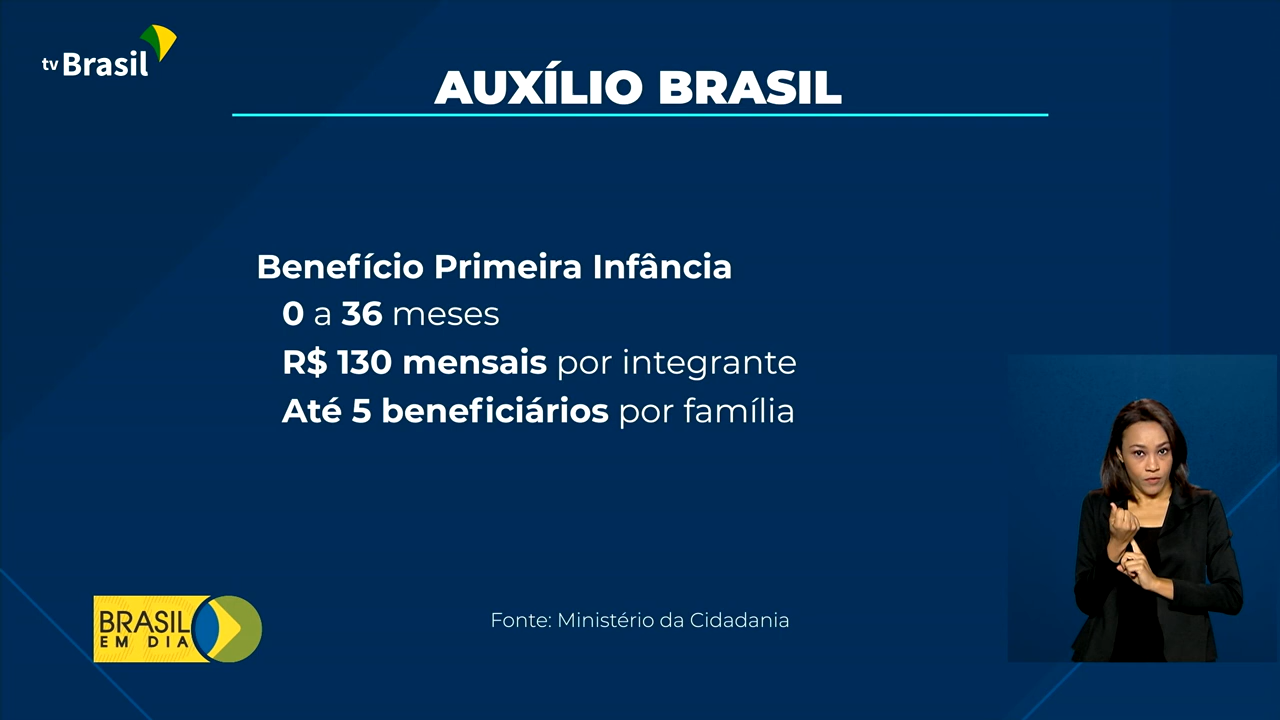 tv Brasil
AUXÍLIO BRASIL
Benefício Primeira Infância
0 a 36 meses
R$ 130 mensais por integrante
Até 5 beneficiários por família
BRASIL
EM DIA
Fonte: Ministério da Cidadania